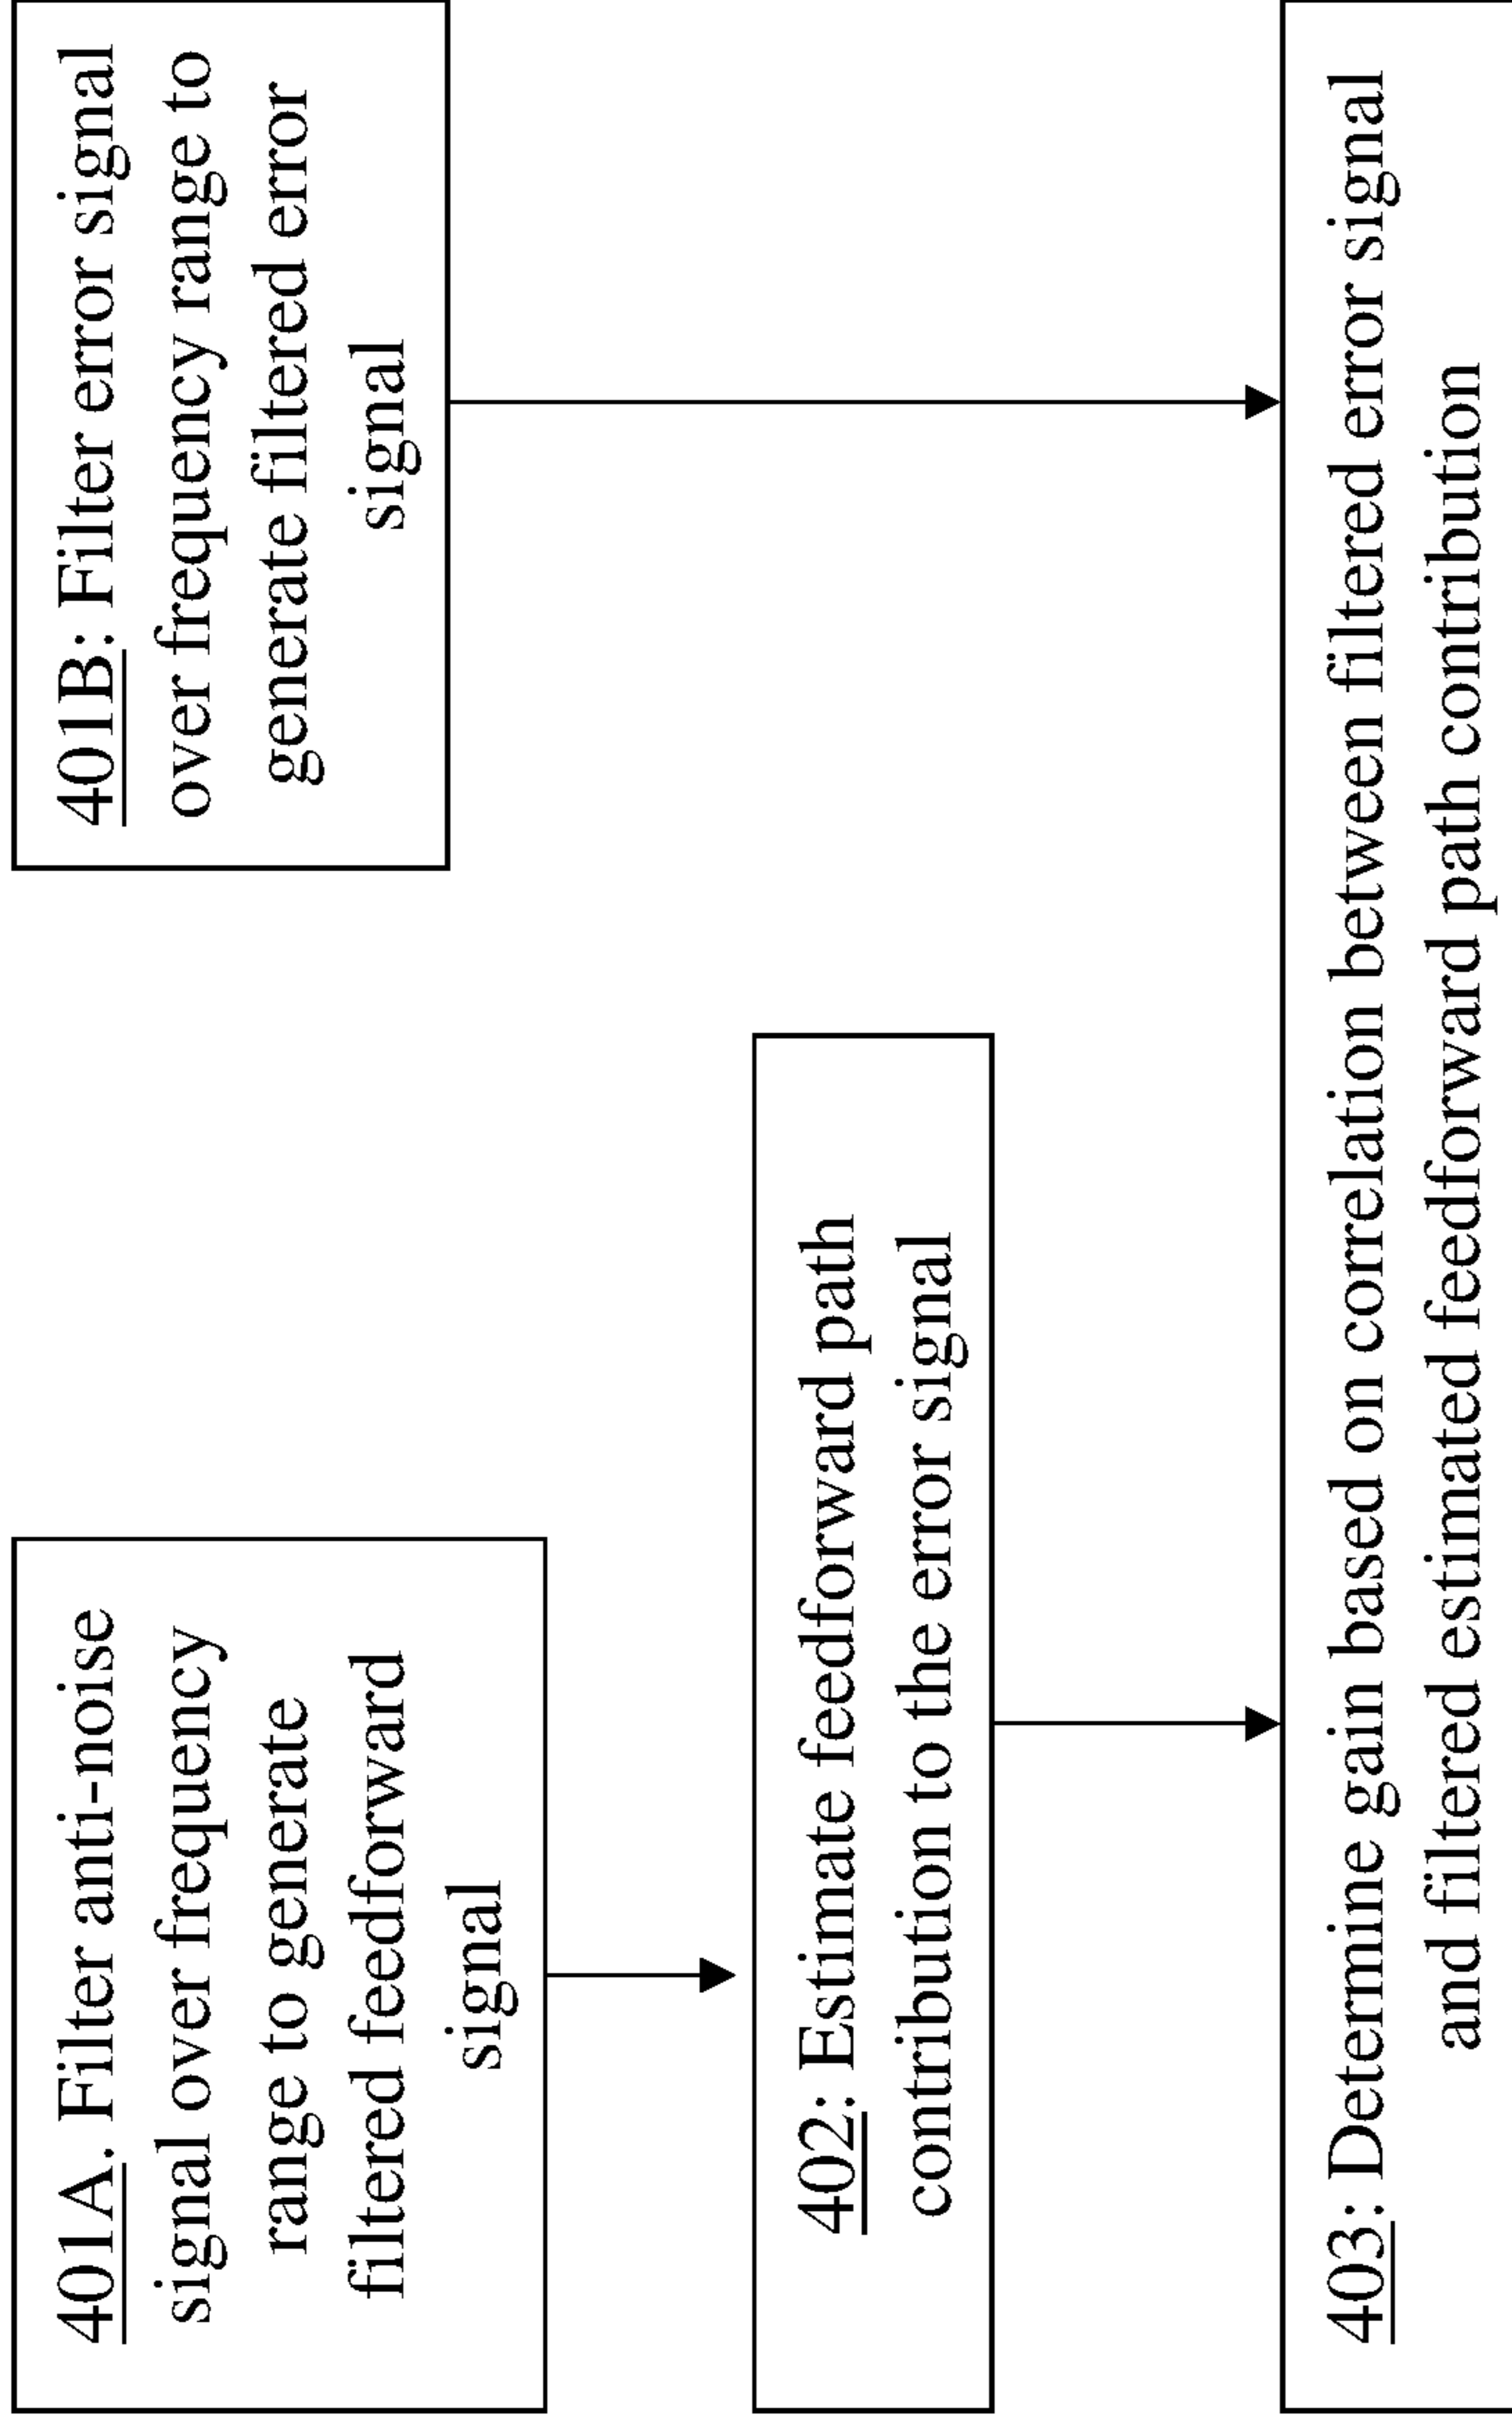 401A. Filter anti-noise
signal over frequency
range to generate
filtered feedforward
signal
401B: Filter error signal
over frequency range to
generate filtered error
signal
402: Estimate feedforward path
contribution to the error signal
403: Determine gain based on correlation between filtered error signal
and filtered estimated feedforward path contribution